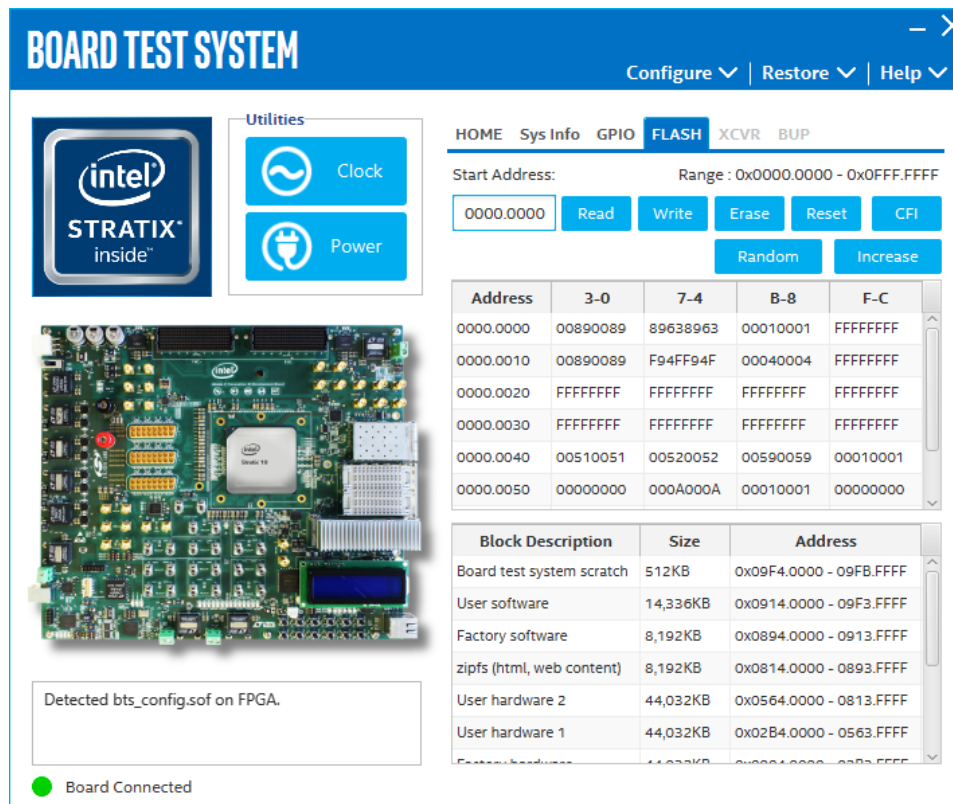 BOARD TEST SYSTEM
Configure | Restore | Help
intel
STRATIX
inside™
Utilities
Clock
Power
HOME Sys Info GPIO FLASH XCVR BUP
Start Address: Range : 0x0000.0000 - 0x0FFF.FFFF
0000.0000 Read Write Erase Reset CFI
Random Increase
Address 3-0 7-4 B-8 F-C
0000.0000 00890089 89638963 00010001 FFFFFFFF
0000.0010 00890089 F94FF94F 00040004 FFFFFFFF
0000.0020 FFFFFFFF FFFFFFFF FFFFFFFF FFFFFFFF
0000.0030 FFFFFFFF FFFFFFFF FFFFFFFF FFFFFFFF
0000.0040 00510051 00520052 00590059 00010001
0000.0050 00000000 000A000A 00010001 00000000
intel
intel
Stratix 10
Block Description Size Address
Board test system scratch 512KB 0x09F4.0000 - 09FB.FFFF
User software 14,336KB 0x0914.0000 - 09F3.FFFF
Factory software 8,192KB 0x0894.0000 - 0913.FFFF
zipfs (html, web content) 8,192KB 0x0814.0000 - 0893.FFFF
User hardware 2 44,032KB 0x0564.0000 - 0813.FFFF
User hardware 1 44,032KB 0x02B4.0000 - 0563.FFFF
Factory hardware
Detected bts_config.sof on FPGA.
Board Connected